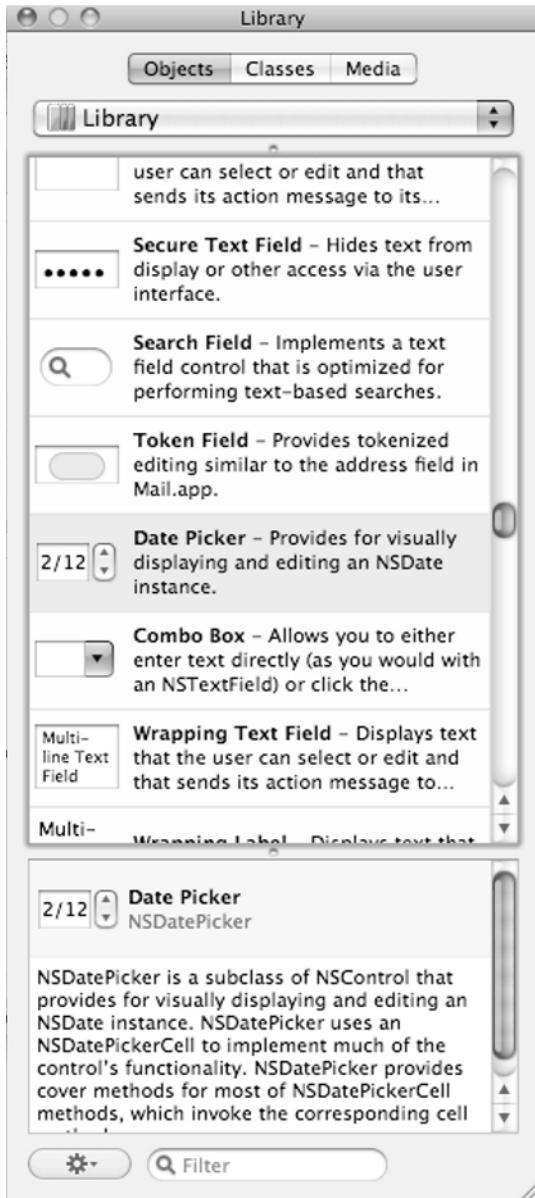 Library
Objects Classes Media
Library
user can select or edit and that
sends its action message to its...
Secure Text Field – Hides text from
display or other access via the user
interface.
Search Field – Implements a text
field control that is optimized for
performing text-based searches.
Token Field – Provides tokenized
editing similar to the address field in
Mail.app.
2/12
Date Picker – Provides for visually
displaying and editing an NSDate
instance.
Combo Box – Allows you to either
enter text directly (as you would with
an NSTextField) or click the...
Multi-
line Text
Field
Wrapping Text Field – Displays text
that the user can select or edit and
that sends its action message to...
Multi-
Wrapping Label – Displays text that
2/12
Date Picker
NSDatePicker
NSDatePicker is a subclass of NSControl that
provides for visually displaying and editing an
NSDate instance. NSDatePicker uses an
NSDatePickerCell to implement much of the
control's functionality. NSDatePicker provides
cover methods for most of NSDatePickerCell
methods, which invoke the corresponding cell
Filter